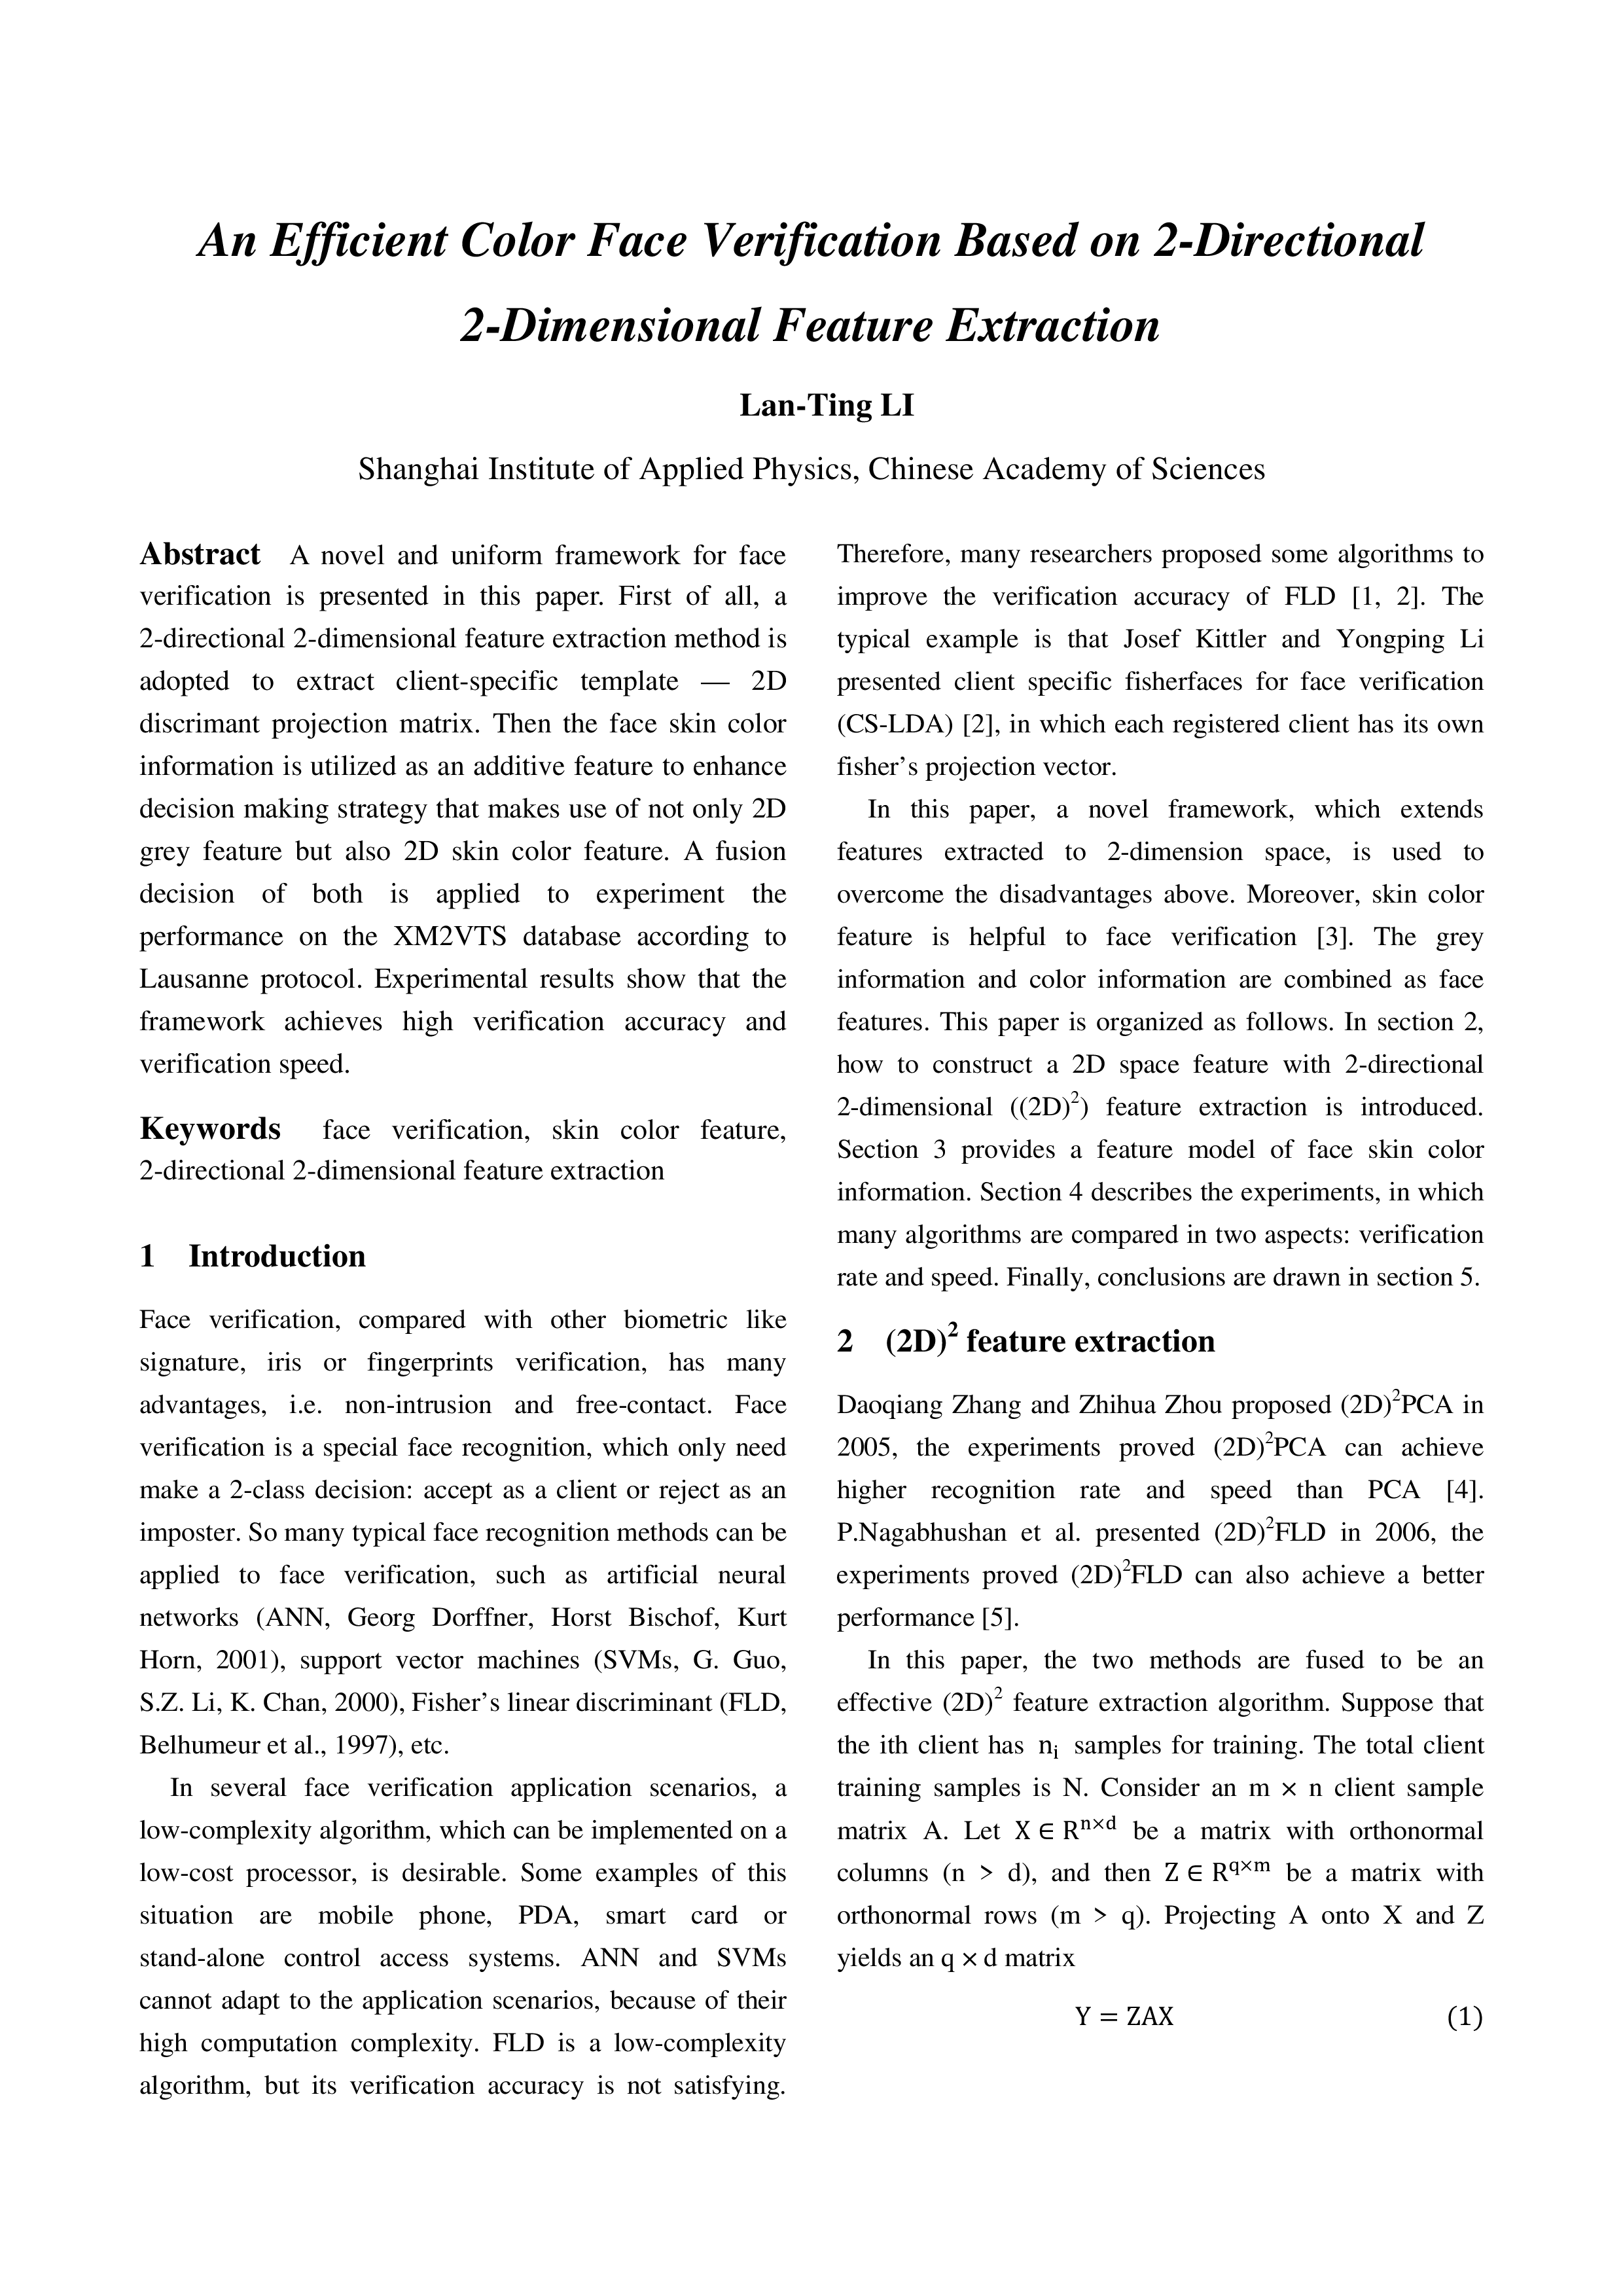 An Efficient Color Face Verification Based on 2-Directional
2-Dimensional Feature Extraction
Lan-Ting LI
Shanghai Institute of Applied Physics, Chinese Academy of Sciences
Abstract A novel and uniform framework for face
verification is presented in this paper. First of all, a
2-directional 2-dimensional feature extraction method is
adopted to extract client-specific template — 2D
discrimant projection matrix. Then the face skin color
information is utilized as an additive feature to enhance
decision making strategy that makes use of not only 2D
grey feature but also 2D skin color feature. A fusion
decision of both is applied to experiment the
performance on the XM2VTS database according to
Lausanne protocol. Experimental results show that the
framework achieves high verification accuracy and
verification speed.
Keywords face verification, skin color feature,
2-directional 2-dimensional feature extraction
1 Introduction
Face verification, compared with other biometric like
signature, iris or fingerprints verification, has many
advantages, i.e. non-intrusion and free-contact. Face
verification is a special face recognition, which only need
make a 2-class decision: accept as a client or reject as an
imposter. So many typical face recognition methods can be
applied to face verification, such as artificial neural
networks (ANN, Georg Dorffner, Horst Bischof, Kurt
Horn, 2001), support vector machines (SVMs, G. Guo,
S.Z. Li, K. Chan, 2000), Fisher's linear discriminant (FLD,
Belhumeur et al., 1997), etc.
In several face verification application scenarios, a
low-complexity algorithm, which can be implemented on a
low-cost processor, is desirable. Some examples of this
situation are mobile phone, PDA, smart card or
stand-alone control access systems. ANN and SVMs
cannot adapt to the application scenarios, because of their
high computation complexity. FLD is a low-complexity
algorithm, but its verification accuracy is not satisfying.
Therefore, many researchers proposed some algorithms to
improve the verification accuracy of FLD [1, 2]. The
typical example is that Josef Kittler and Yongping Li
presented client specific fisherfaces for face verification
(CS-LDA) [2], in which each registered client has its own
fisher's projection vector.
In this paper, a novel framework, which extends
features extracted to 2-dimension space, is used to
overcome the disadvantages above. Moreover, skin color
feature is helpful to face verification [3]. The grey
information and color information are combined as face
features. This paper is organized as follows. In section 2,
how to construct a 2D space feature with 2-directional
2-dimensional ((2D)²) feature extraction is introduced.
Section 3 provides a feature model of face skin color
information. Section 4 describes the experiments, in which
many algorithms are compared in two aspects: verification
rate and speed. Finally, conclusions are drawn in section 5.
2 (2D)² feature extraction
Daoqiang Zhang and Zhihua Zhou proposed (2D)²PCA in
2005, the experiments proved (2D)²PCA can achieve
higher recognition rate and speed than PCA [4].
P.Nagabhushan et al. presented (2D)²FLD in 2006, the
experiments proved (2D)²FLD can also achieve a better
performance [5].
In this paper, the two methods are fused to be an
effective (2D)² feature extraction algorithm. Suppose that
the ith client has nᵢ samples for training. The total client
training samples is N. Consider an m × n client sample
matrix A. Let X ∈ Rⁿˣᵈ be a matrix with orthonormal
columns (n > d), and then Z ∈ R^q×m be a matrix with
orthonormal rows (m > q). Projecting A onto X and Z
yields an q × d matrix
Y = ZAX (1)